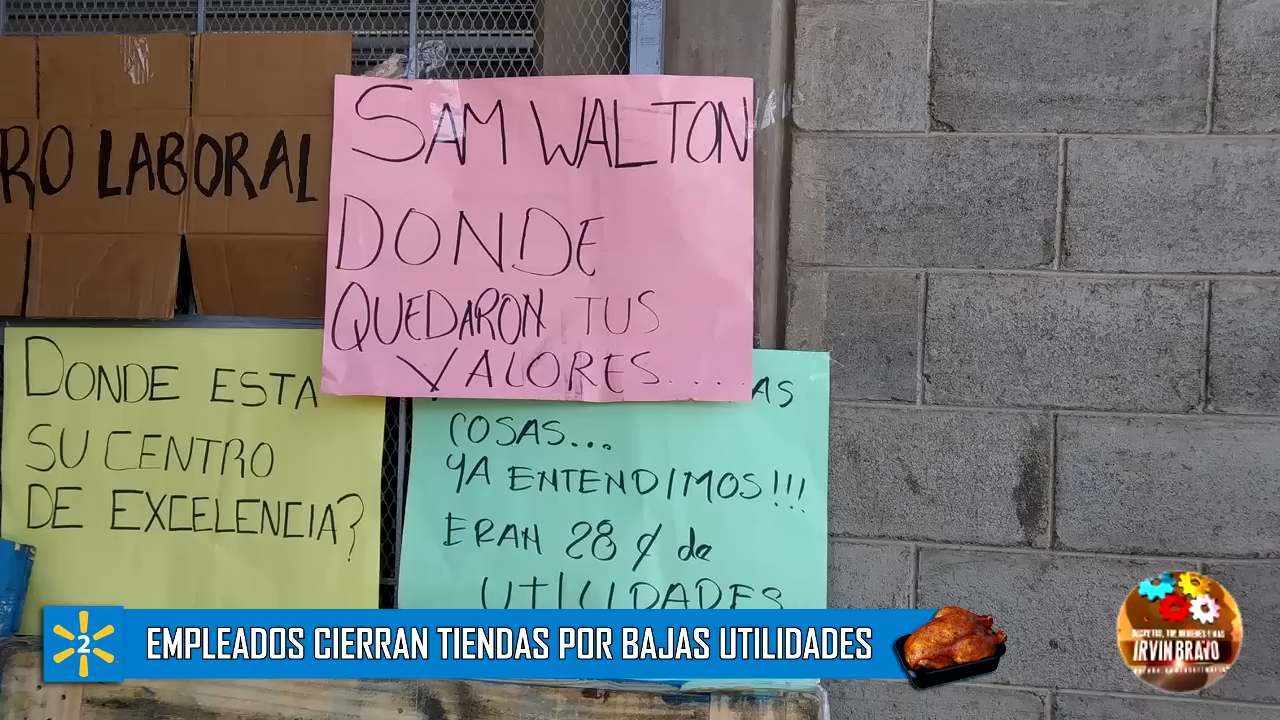 RO LABORAL
SAM WALTON
DONDE
QUEDARON TUS
VALORES....
DONDE ESTA
SU CENTRO
DE EXCELENCIA?
AS
COSAS...
YA ENTENDIMOS!!!
ERAN 28 ¢ de
UTILIDADES
2
EMPLEADOS CIERRAN TIENDAS POR BAJAS UTILIDADES
IRVIN BRAVO